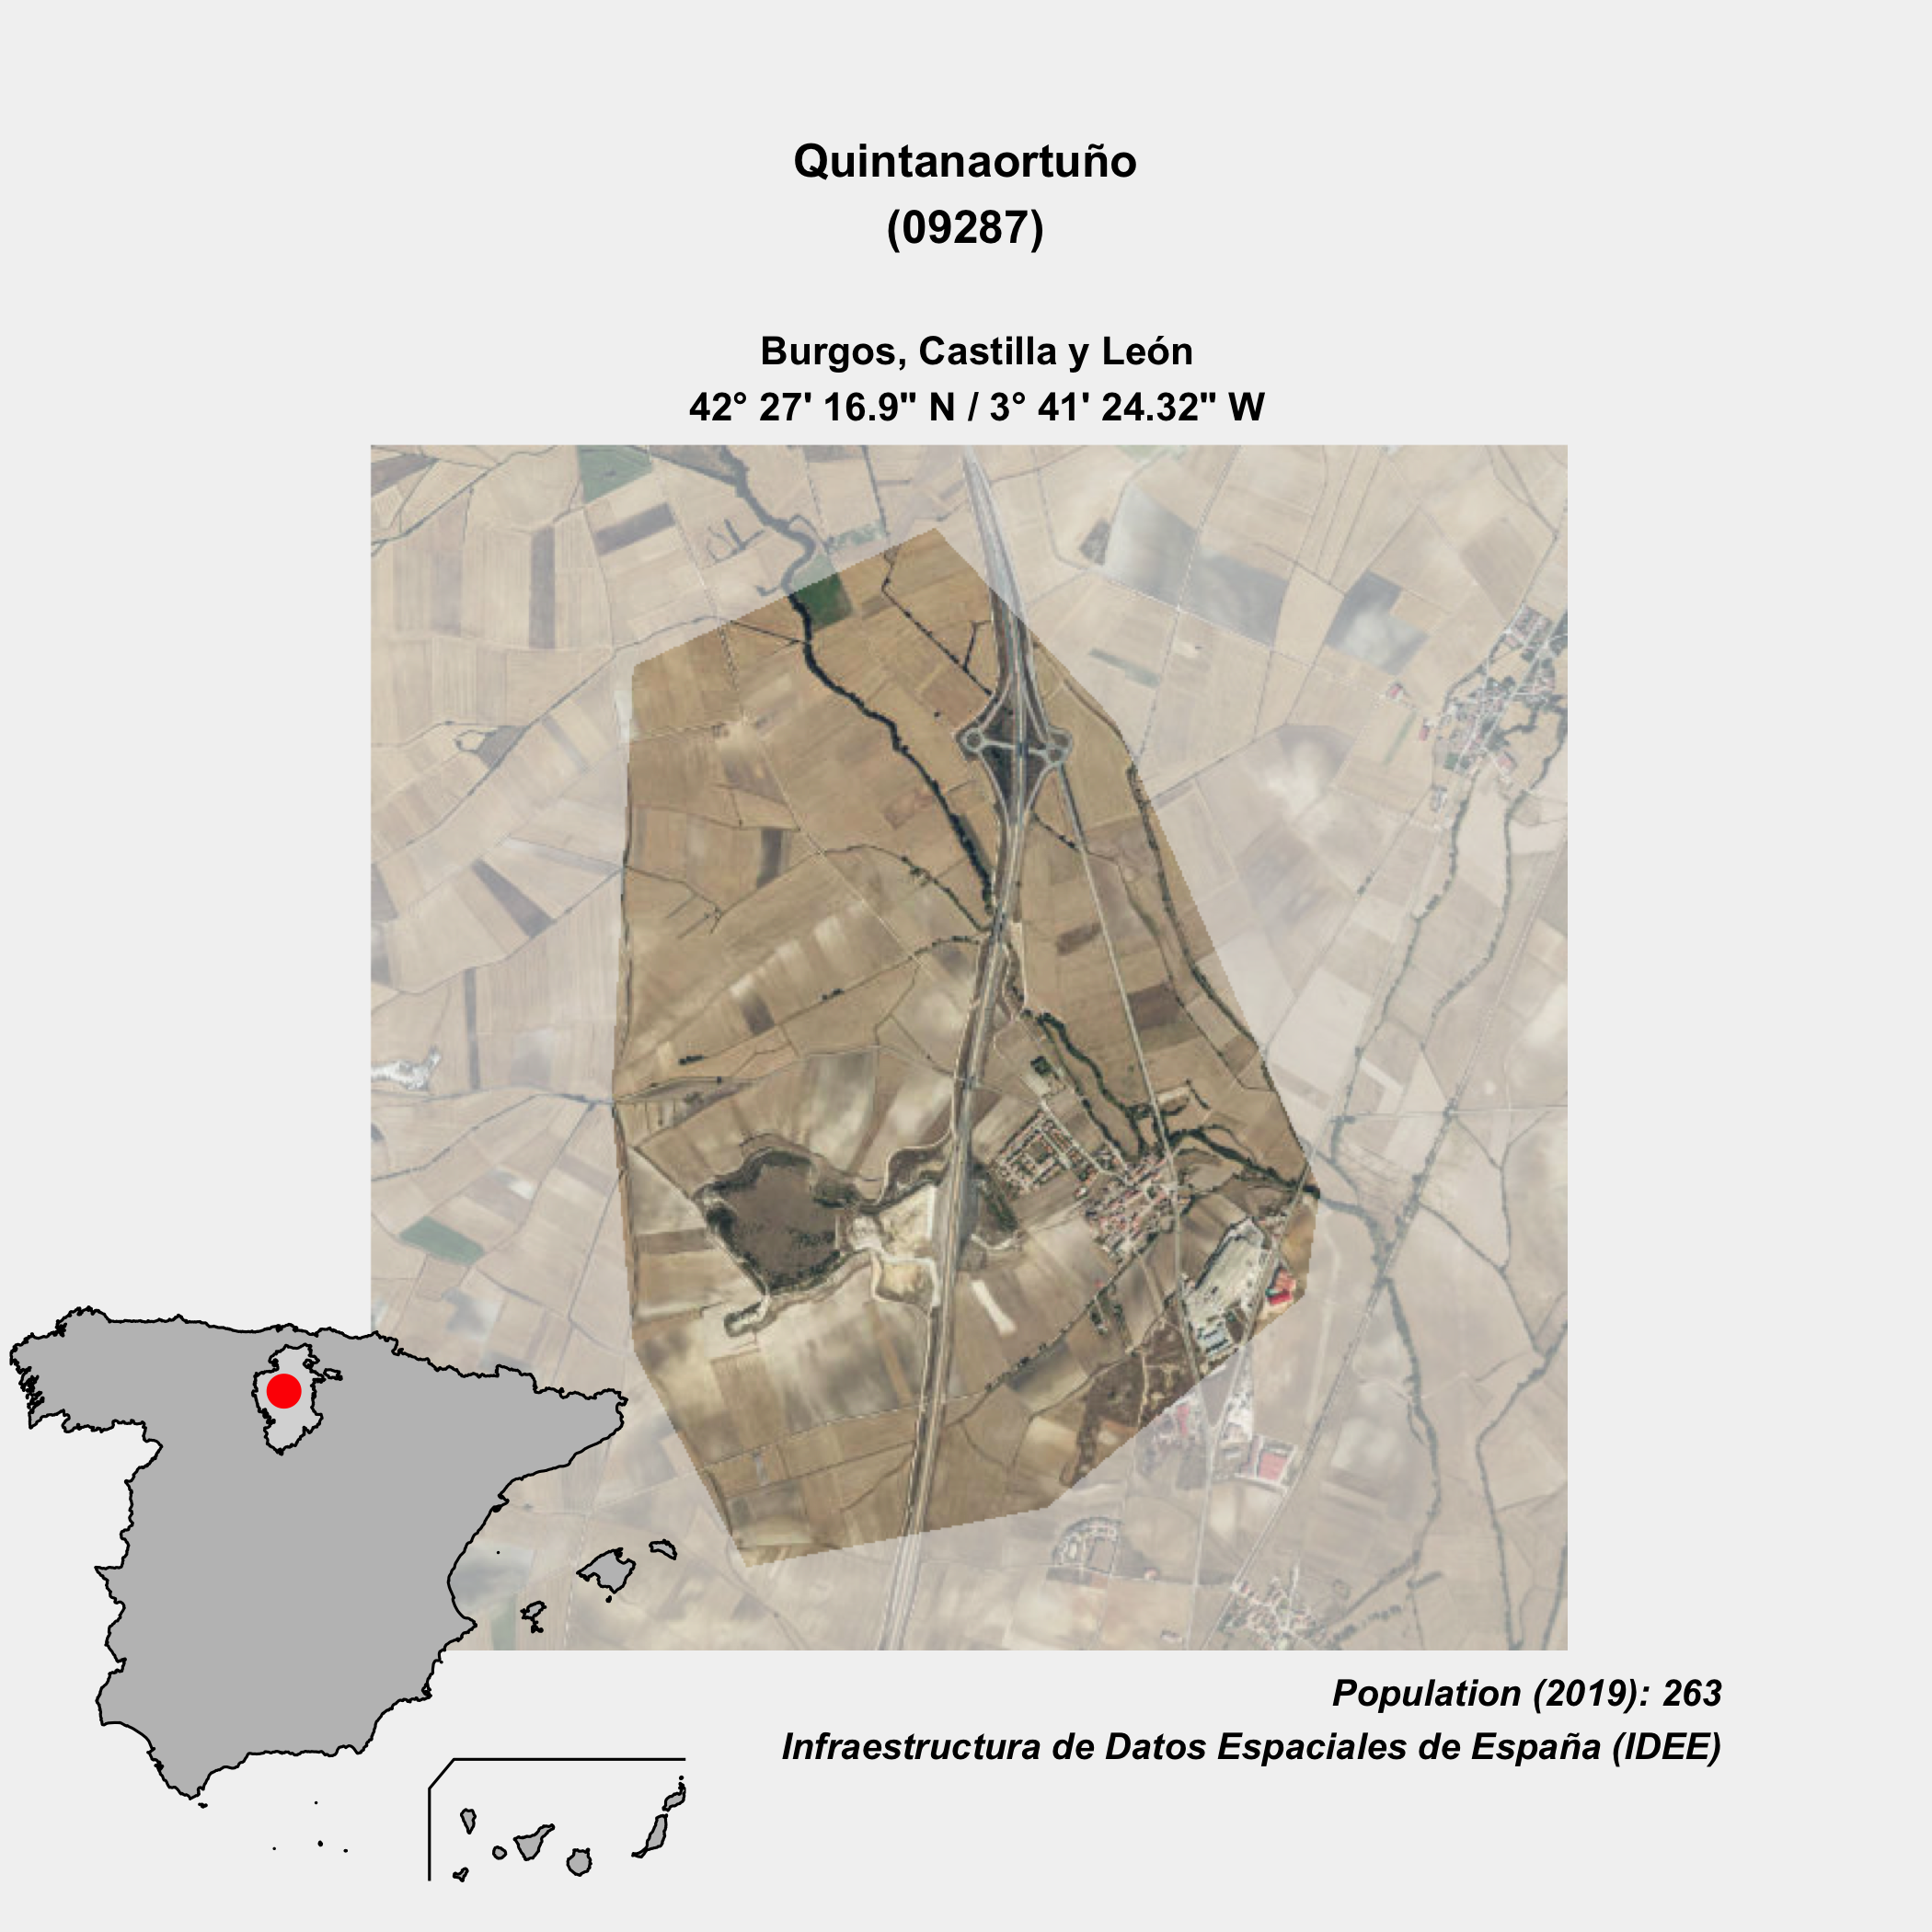 Quintanaortuño
(09287)
Burgos, Castilla y León
42° 27' 16.9" N / 3° 41' 24.32" W
Population (2019): 263
Infraestructura de Datos Espaciales de España (IDEE)